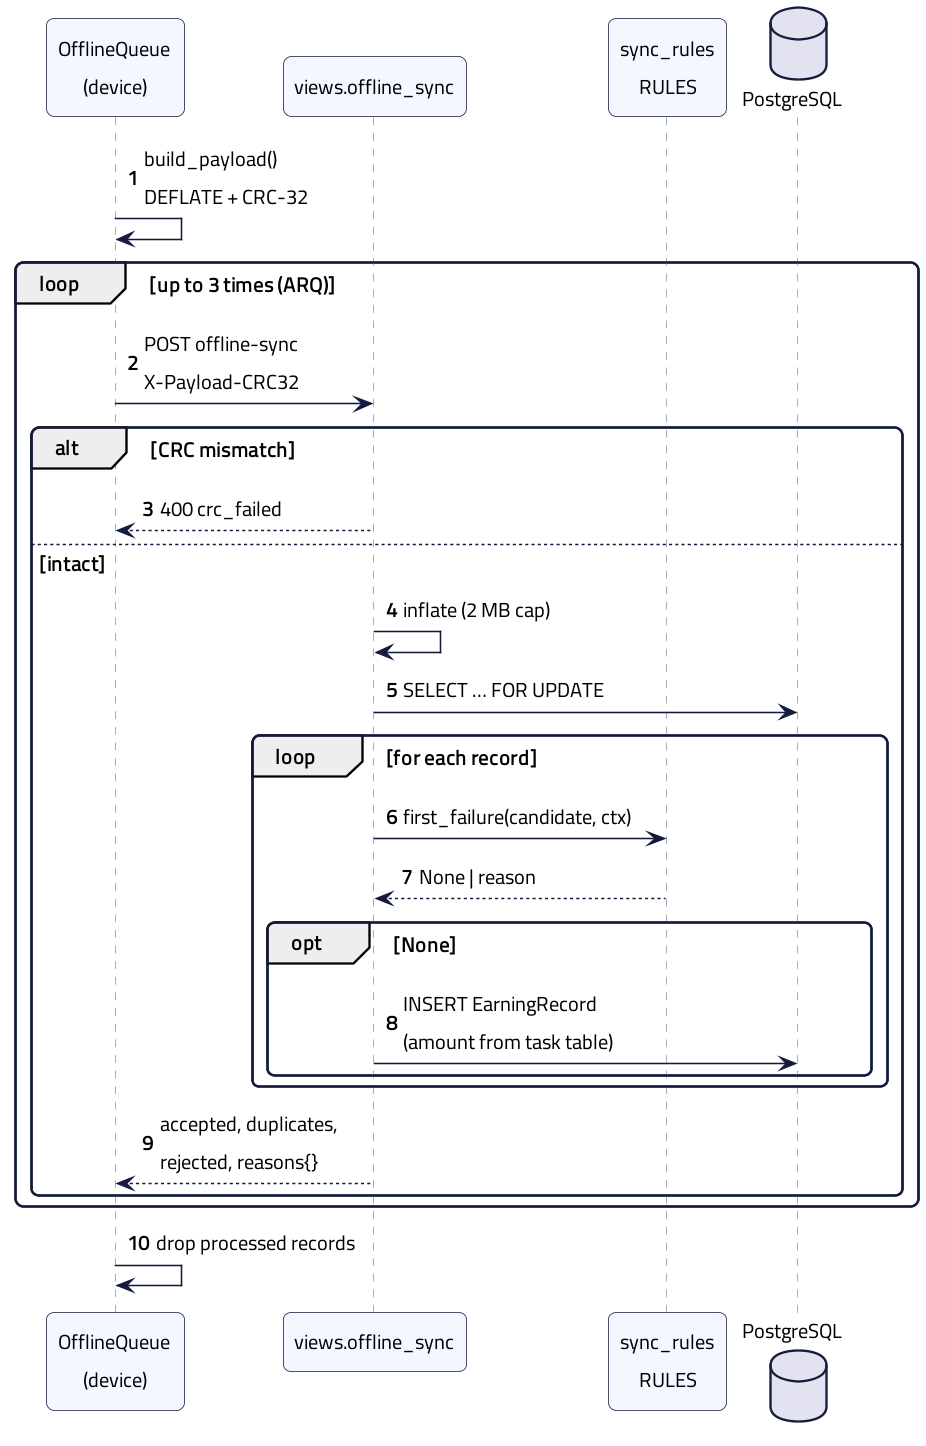 OfflineQueue
(device)
views.offline_sync
sync_rules
RULES
PostgreSQL
1
build_payload()
DEFLATE + CRC-32
loop
[up to 3 times (ARQ)]
2
POST offline-sync
X-Payload-CRC32
alt
[CRC mismatch]
3 400 crc_failed
[intact]
4 inflate (2 MB cap)
5 SELECT ... FOR UPDATE
loop
[for each record]
6 first_failure(candidate, ctx)
7 None | reason
opt
[None]
8
INSERT EarningRecord
(amount from task table)
9
accepted, duplicates,
rejected, reasons{}
10 drop processed records
OfflineQueue
(device)
views.offline_sync
sync_rules
RULES
PostgreSQL